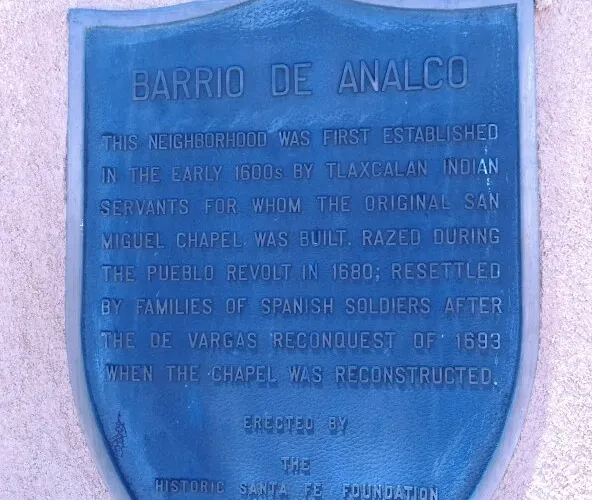 BARRIO DE ANALCO
THIS NEIGHBORHOOD WAS FIRST ESTABLISHED
IN THE EARLY 1600s BY TLAXCALAN INDIAN
SERVANTS FOR WHOM THE ORIGINAL SAN
MIGUEL CHAPEL WAS BUILT. RAZED DURING
THE PUEBLO REVOLT IN 1680; RESETTLED
BY FAMILIES OF SPANISH SOLDIERS AFTER
THE DE VARGAS RECONQUEST OF 1693
WHEN THE CHAPEL WAS RECONSTRUCTED.
ERECTED BY
THE
HISTORIC SANTA FE FOUNDATION